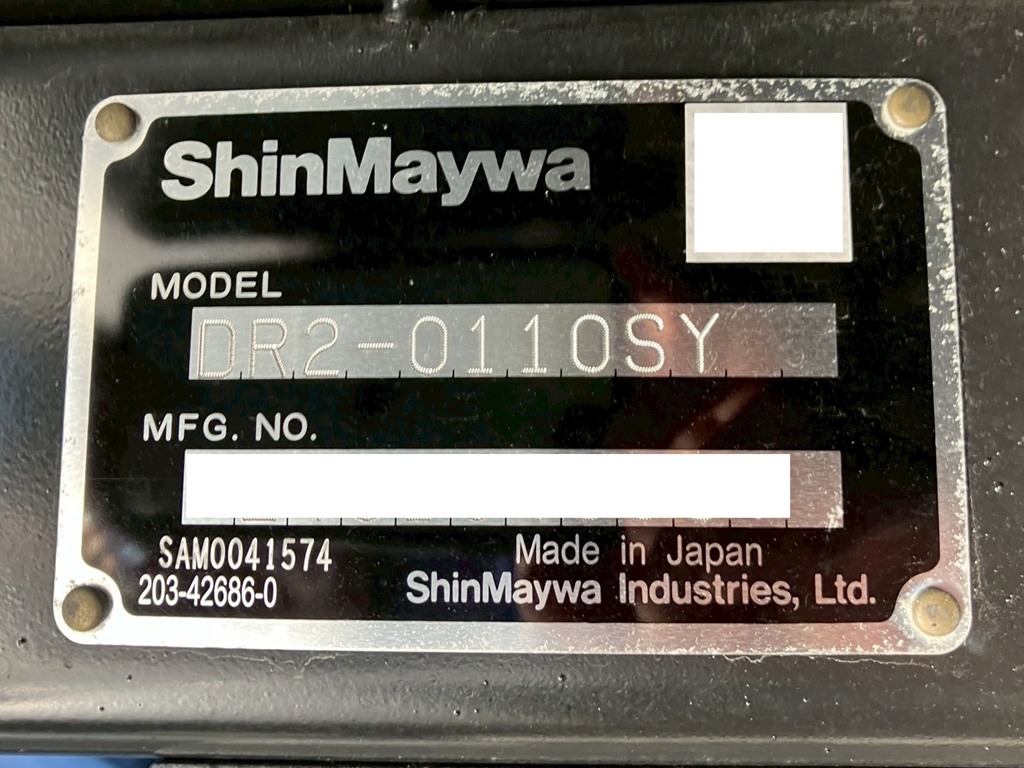 ShinMaywa
MODEL
DR2-0110SY
MFG. NO.
SAM0041574
Made in Japan
203-42686-0
ShinMaywa Industries, Ltd.